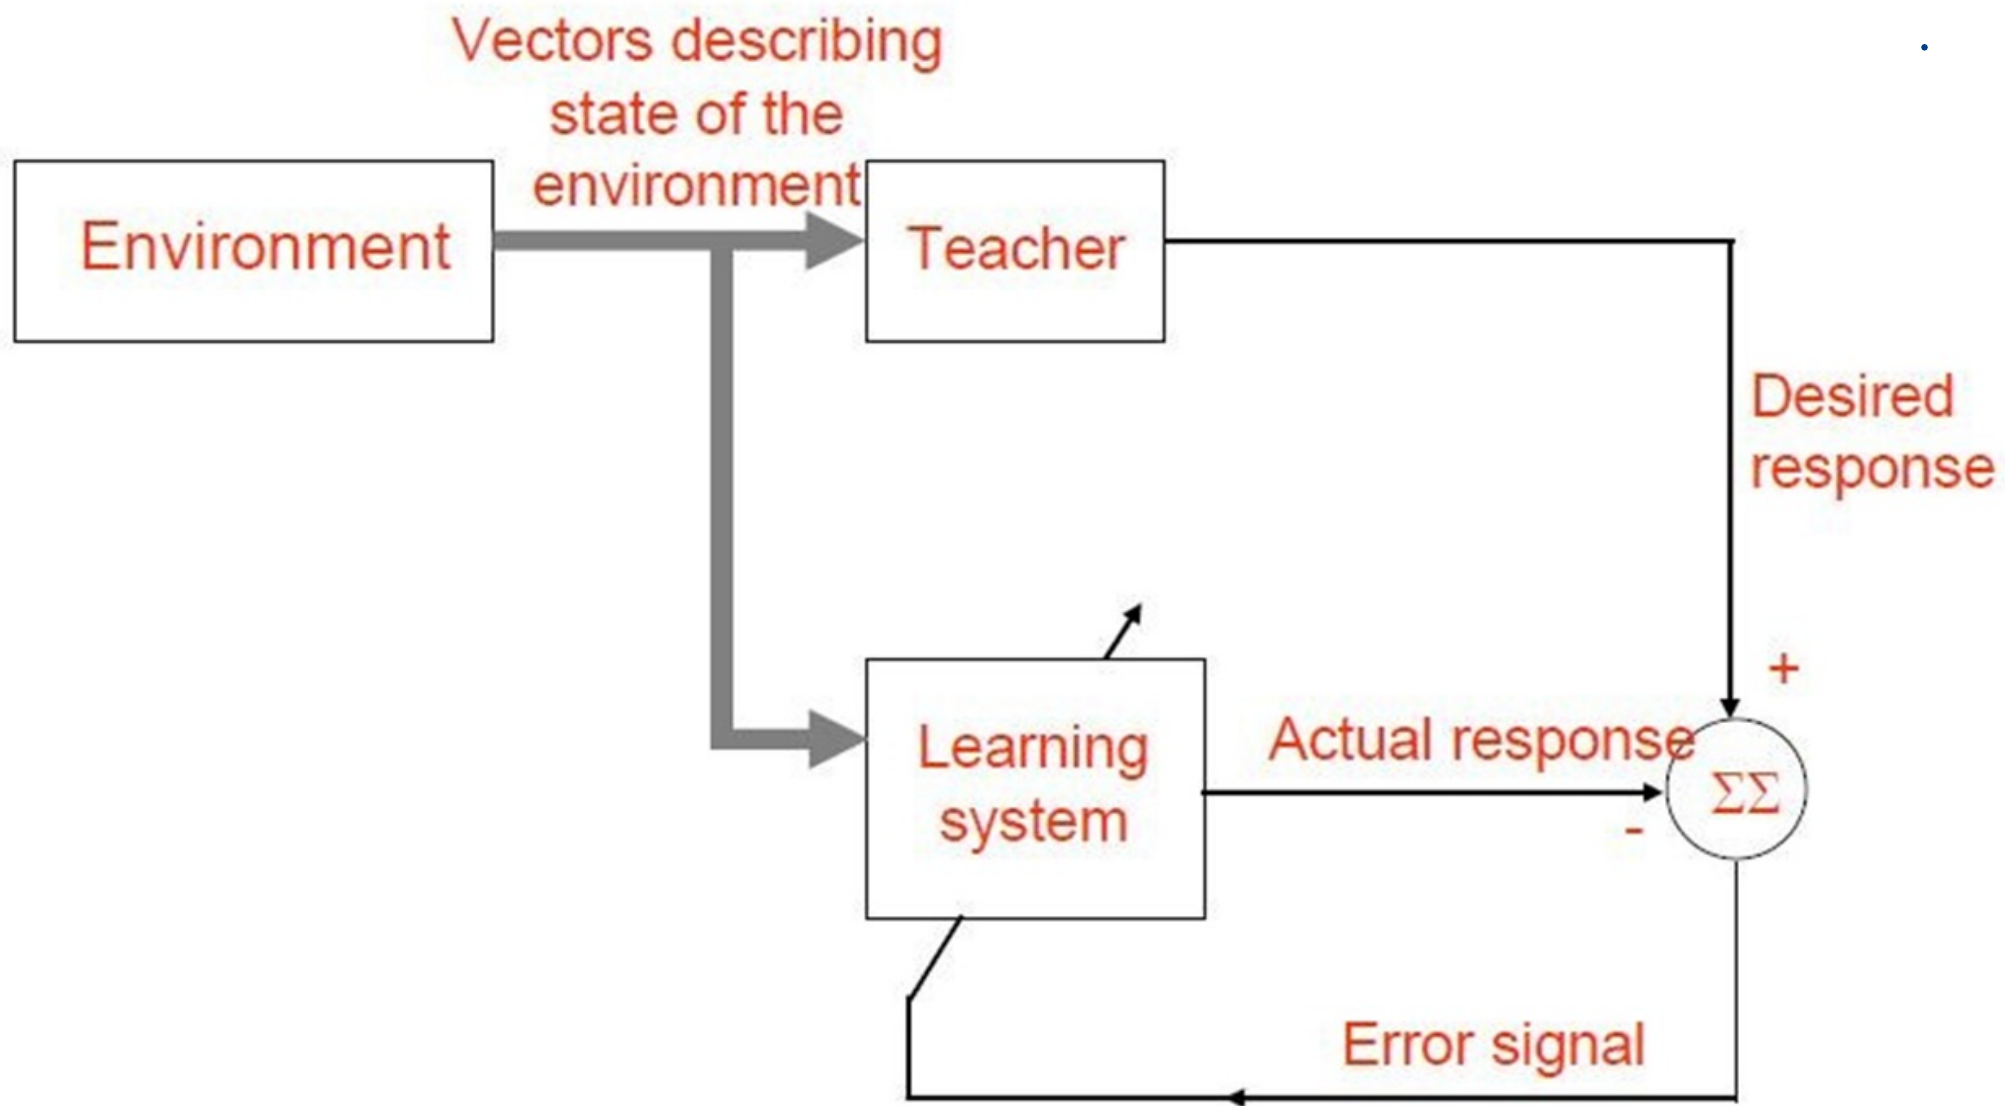 Vectors describing
state of the
environment
Environment
Teacher
Desired
response
+
Learning
system
Actual response
-
ΣΣ
Error signal